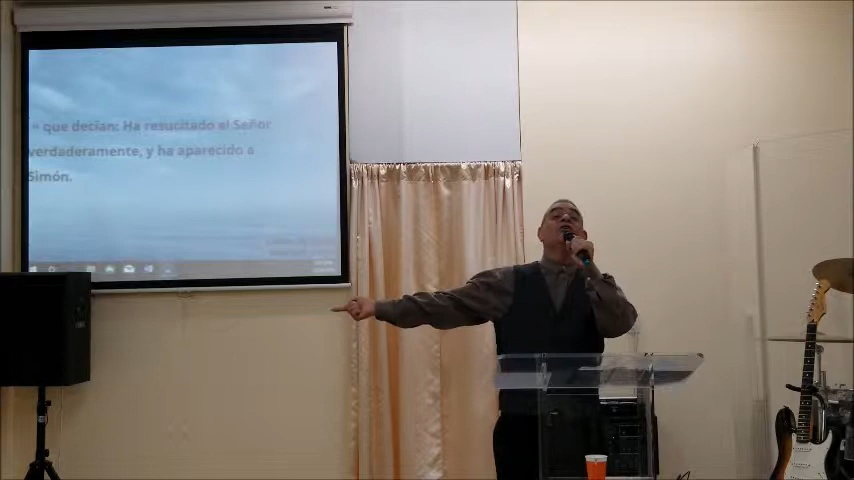 que decían: Ha resucitado el Señor
verdaderamente, y ha aparecido a
Simón.